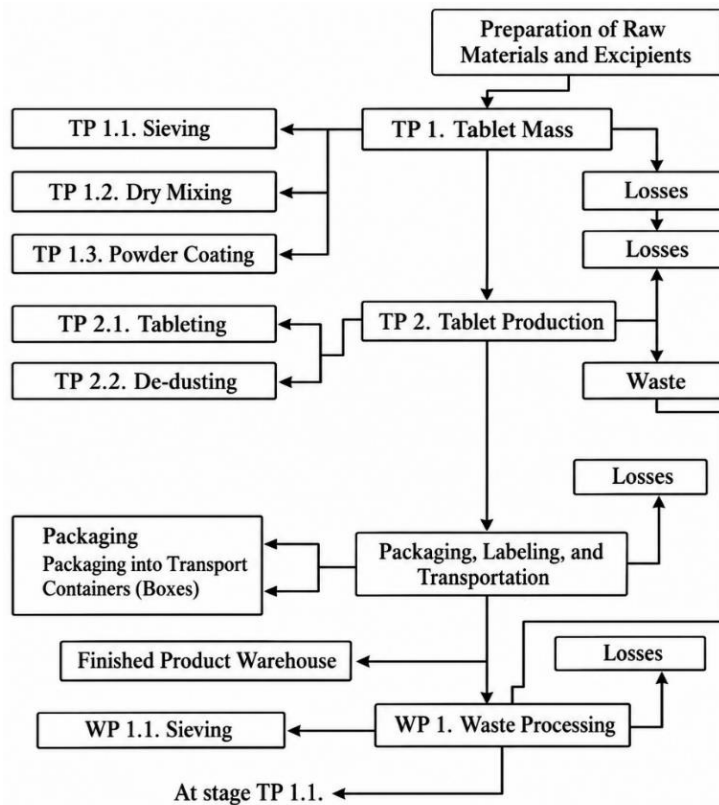 Preparation of Raw
Materials and Excipients
TP 1.1. Sieving
TP 1. Tablet Mass
TP 1.2. Dry Mixing
Losses
TP 1.3. Powder Coating
Losses
TP 2.1. Tableting
TP 2. Tablet Production
TP 2.2. De-dusting
Waste
Losses
Packaging
Packaging into Transport
Containers (Boxes)
Packaging, Labeling, and
Transportation
Finished Product Warehouse
Losses
WP 1.1. Sieving
WP 1. Waste Processing
At stage TP 1.1.